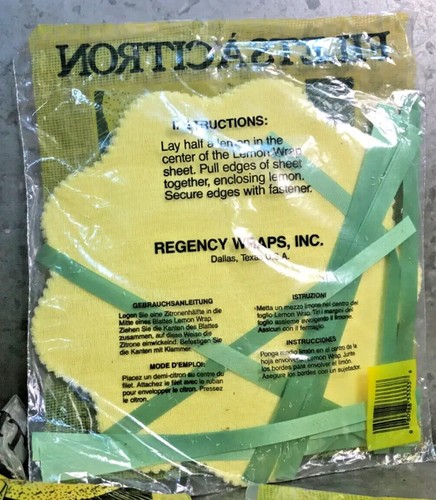 FILETS À CITRON
INSTRUCTIONS:
Lay half a lemon in the
center of the Lemon Wrap
sheet. Pull edges of sheet
together, enclosing lemon.
Secure edges with fastener.
REGENCY WRAPS, INC.
Dallas, Texas U.S.A.
GEBRAUCHSANLEITUNG
Legen Sie eine Zitronenhälfte in die
Mitte eines Blattes Lemon Wrap.
Ziehen Sie die Kanten des Blattes
zusammen, auf diese Weise die
Zitrone einwickelnd. Befestigen Sie
die Kanten mit Klammer.
MODE D'EMPLOI:
Placez un demi-citron au centre du
filet. Attachez le filet avec le ruban
pour envelopper le citron. Pressez
le citron.
ISTRUZIONI
Metta un mezzo limone nel centro del
foglio Lemon Wrap. Tiri i margini del
foglio assieme avvolgendo il limone.
Assicuri con il fermaglio.
INSTRUCCIONES
Ponga medio limón en el centro de la
hoja envolvente Lemon Wrap. Junte
los bordes para envolver el limón.
Asegure los bordes con un sujetador.